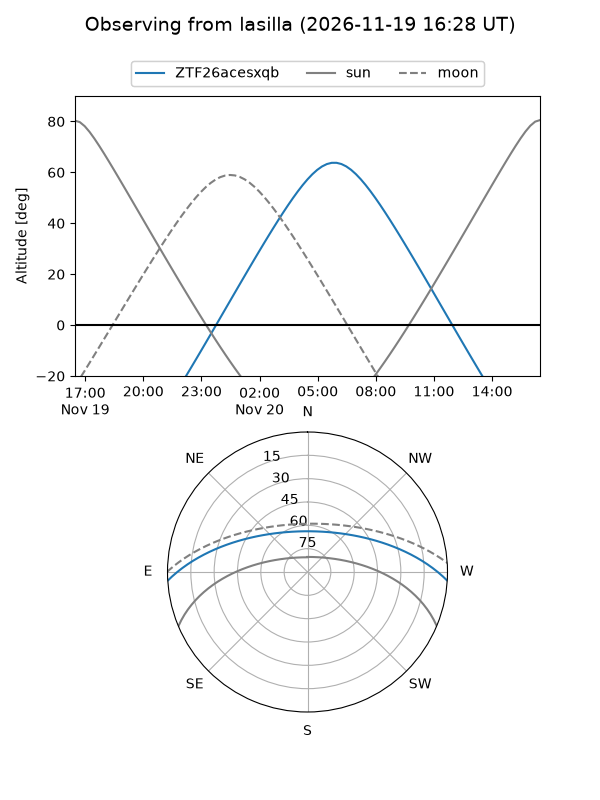 Observing from lasilla (2026-11-19 16:28 UT)
ZTF26acesxqb sun moon
Altitude [deg]
80
60
40
20
0
−20
17:00 20:00 23:00 02:00 05:00 08:00 11:00 14:00
Nov 19 Nov 20
N
NE NW
15
30
45
60
75
E W
SE SW
S